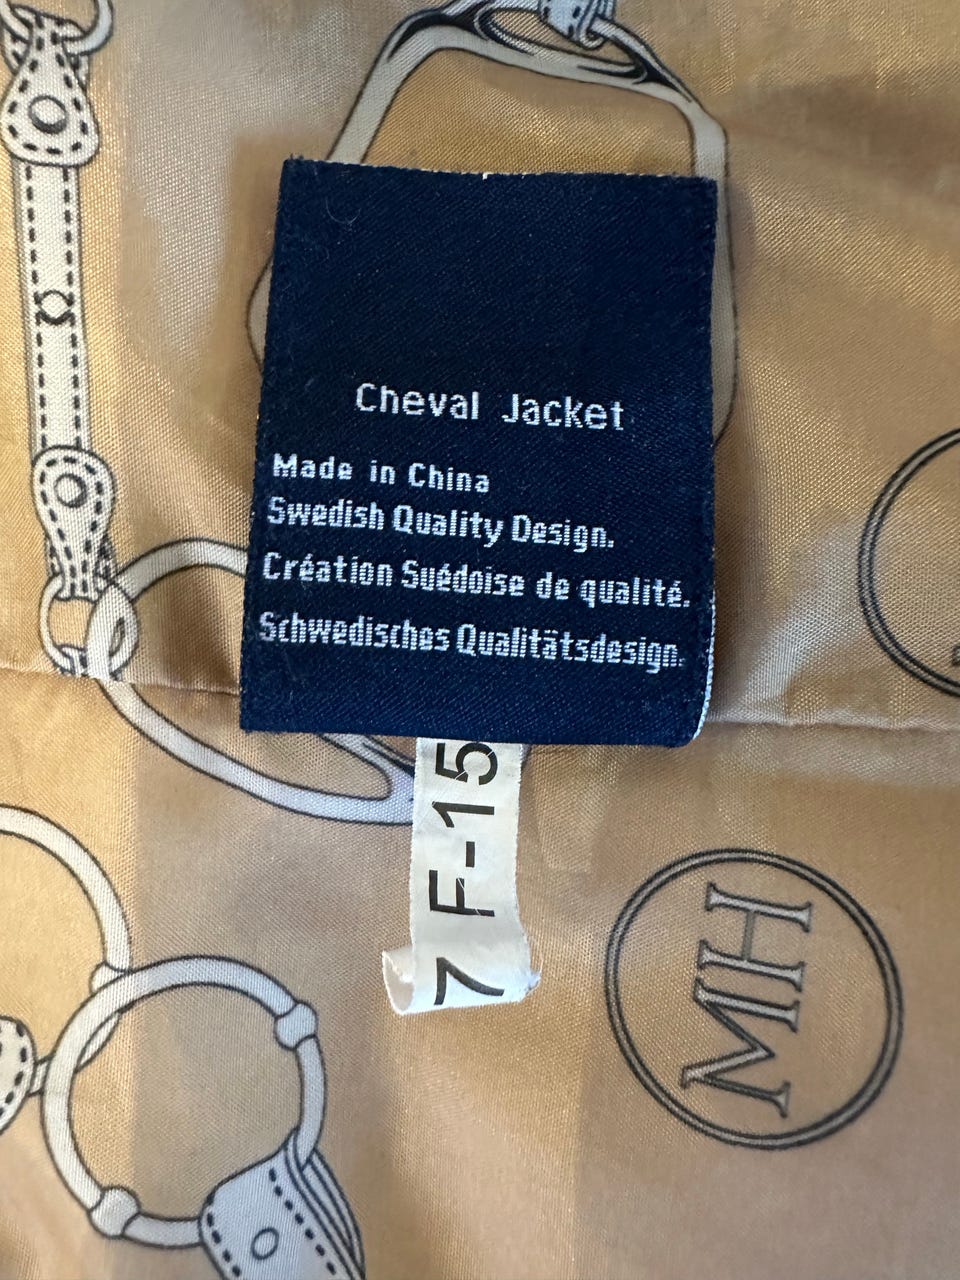 Cheval Jacket
Made in China
Swedish Quality Design.
Création Suédoise de qualité.
Schwedisches Qualitätsdesign.
7 F-15
MH